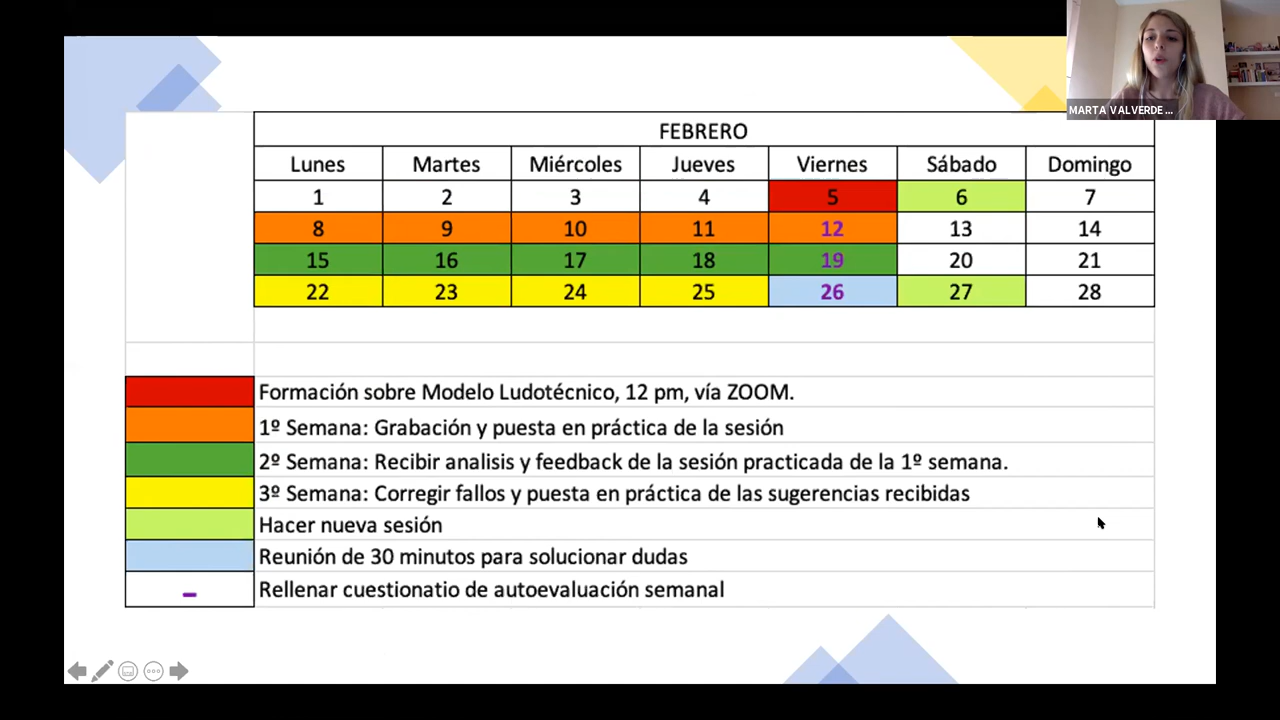 MARTA VALVERDE ...
FEBRERO
Lunes Martes Miércoles Jueves Viernes Sábado Domingo
1 2 3 4 5 6 7
8 9 10 11 12 13 14
15 16 17 18 19 20 21
22 23 24 25 26 27 28
Formación sobre Modelo Ludotécnico, 12 pm, vía ZOOM.
1º Semana: Grabación y puesta en práctica de la sesión
2º Semana: Recibir analisis y feedback de la sesión practicada de la 1º semana.
3º Semana: Corregir fallos y puesta en práctica de las sugerencias recibidas
Hacer nueva sesión
Reunión de 30 minutos para solucionar dudas
- Rellenar cuestionatio de autoevaluación semanal